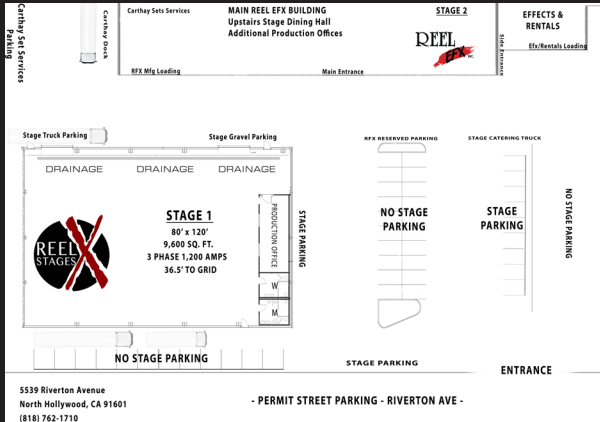 Carthay Set Services
Parking
Carthay Dock
Carthay Sets Services
MAIN REEL EFX BUILDING
Upstairs Stage Dining Hall
Additional Production Offices
STAGE 2
REEL
EFX INC.
EFFECTS &
RENTALS
Efx/Rentals Loading
Side Entrance
RFX Mfg Loading
Main Entrance
Stage Truck Parking
Stage Gravel Parking
RFX RESERVED PARKING
STAGE CATERING TRUCK
DRAINAGE
DRAINAGE
DRAINAGE
REEL
STAGES
X
STAGE 1
80' x 120'
9,600 SQ. FT.
3 PHASE 1,200 AMPS
36.5' TO GRID
PRODUCTION OFFICE
W
M
STAGE PARKING
NO STAGE
PARKING
STAGE
PARKING
NO STAGE PARKING
NO STAGE PARKING
STAGE PARKING
ENTRANCE
5539 Riverton Avenue
North Hollywood, CA 91601
(818) 762-1710
- PERMIT STREET PARKING - RIVERTON AVE -